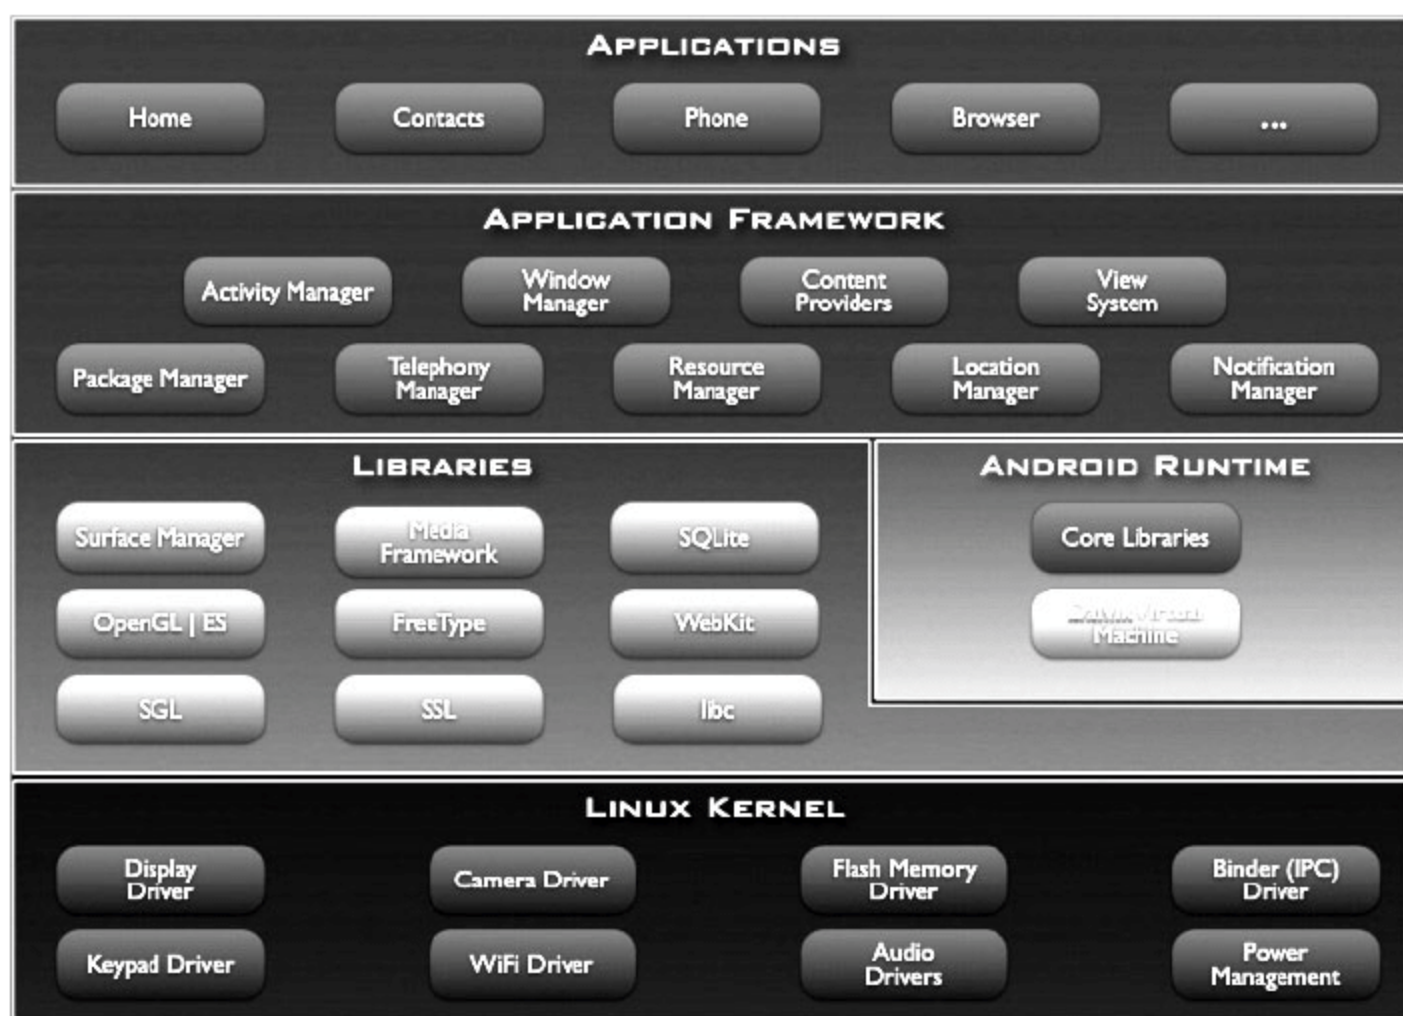 APPLICATIONS
Home
Contacts
Phone
Browser
...
APPLICATION FRAMEWORK
Activity Manager
Window
Manager
Content
Providers
View
System
Package Manager
Telephony
Manager
Resource
Manager
Location
Manager
Notification
Manager
LIBRARIES
Surface Manager
Media
Framework
SQLite
OpenGL | ES
FreeType
WebKit
SGL
SSL
libc
ANDROID RUNTIME
Core Libraries
Virtual
Machine
LINUX KERNEL
Display
Driver
Camera Driver
Flash Memory
Driver
Binder (IPC)
Driver
Keypad Driver
WiFi Driver
Audio
Drivers
Power
Management